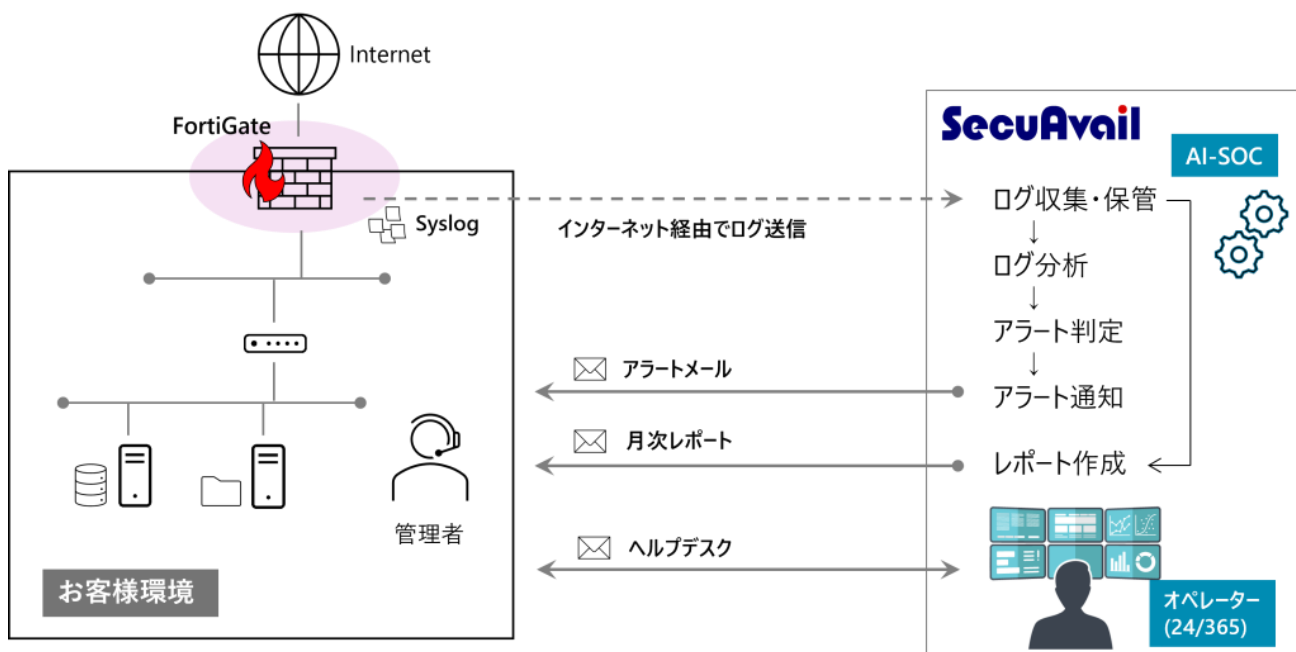 Internet
FortiGate
Syslog
インターネット経由でログ送信
アラートメール
月次レポート
ヘルプデスク
管理者
お客様環境
SecuAvail
AI-SOC
ログ収集・保管
↓
ログ分析
↓
アラート判定
↓
アラート通知
レポート作成
オペレーター
(24/365)